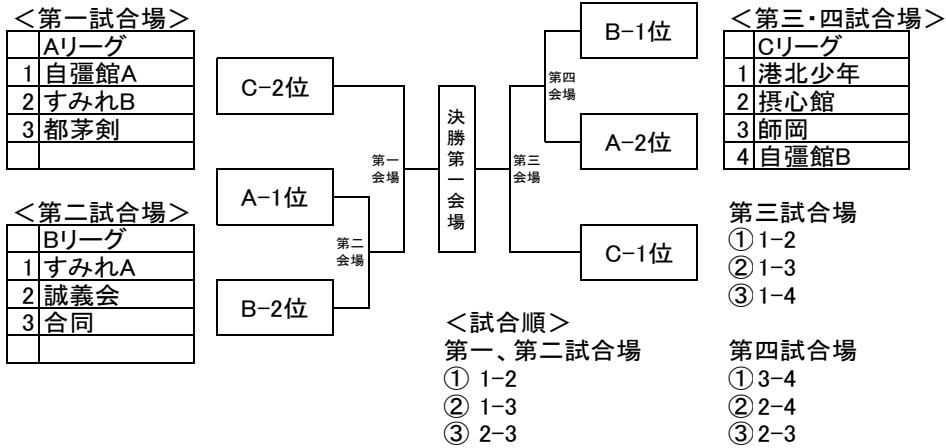 ＜第一試合場＞
Aリーグ
1 自彊館A
2 すみれB
3 都茅剣
＜第二試合場＞
Bリーグ
1 すみれA
2 誠義会
3 合同
C-2位
A-1位
B-2位
第一
会場
第二
会場
決勝第一会場
第三
会場
第四
会場
B-1位
A-2位
C-1位
＜第三・四試合場＞
Cリーグ
1 港北少年
2 摂心館
3 師岡
4 自彊館B
＜試合順＞
第一、第二試合場
① 1-2
② 1-3
③ 2-3
第三試合場
① 1-2
② 1-3
③ 1-4
第四試合場
① 3-4
② 2-4
③ 2-3